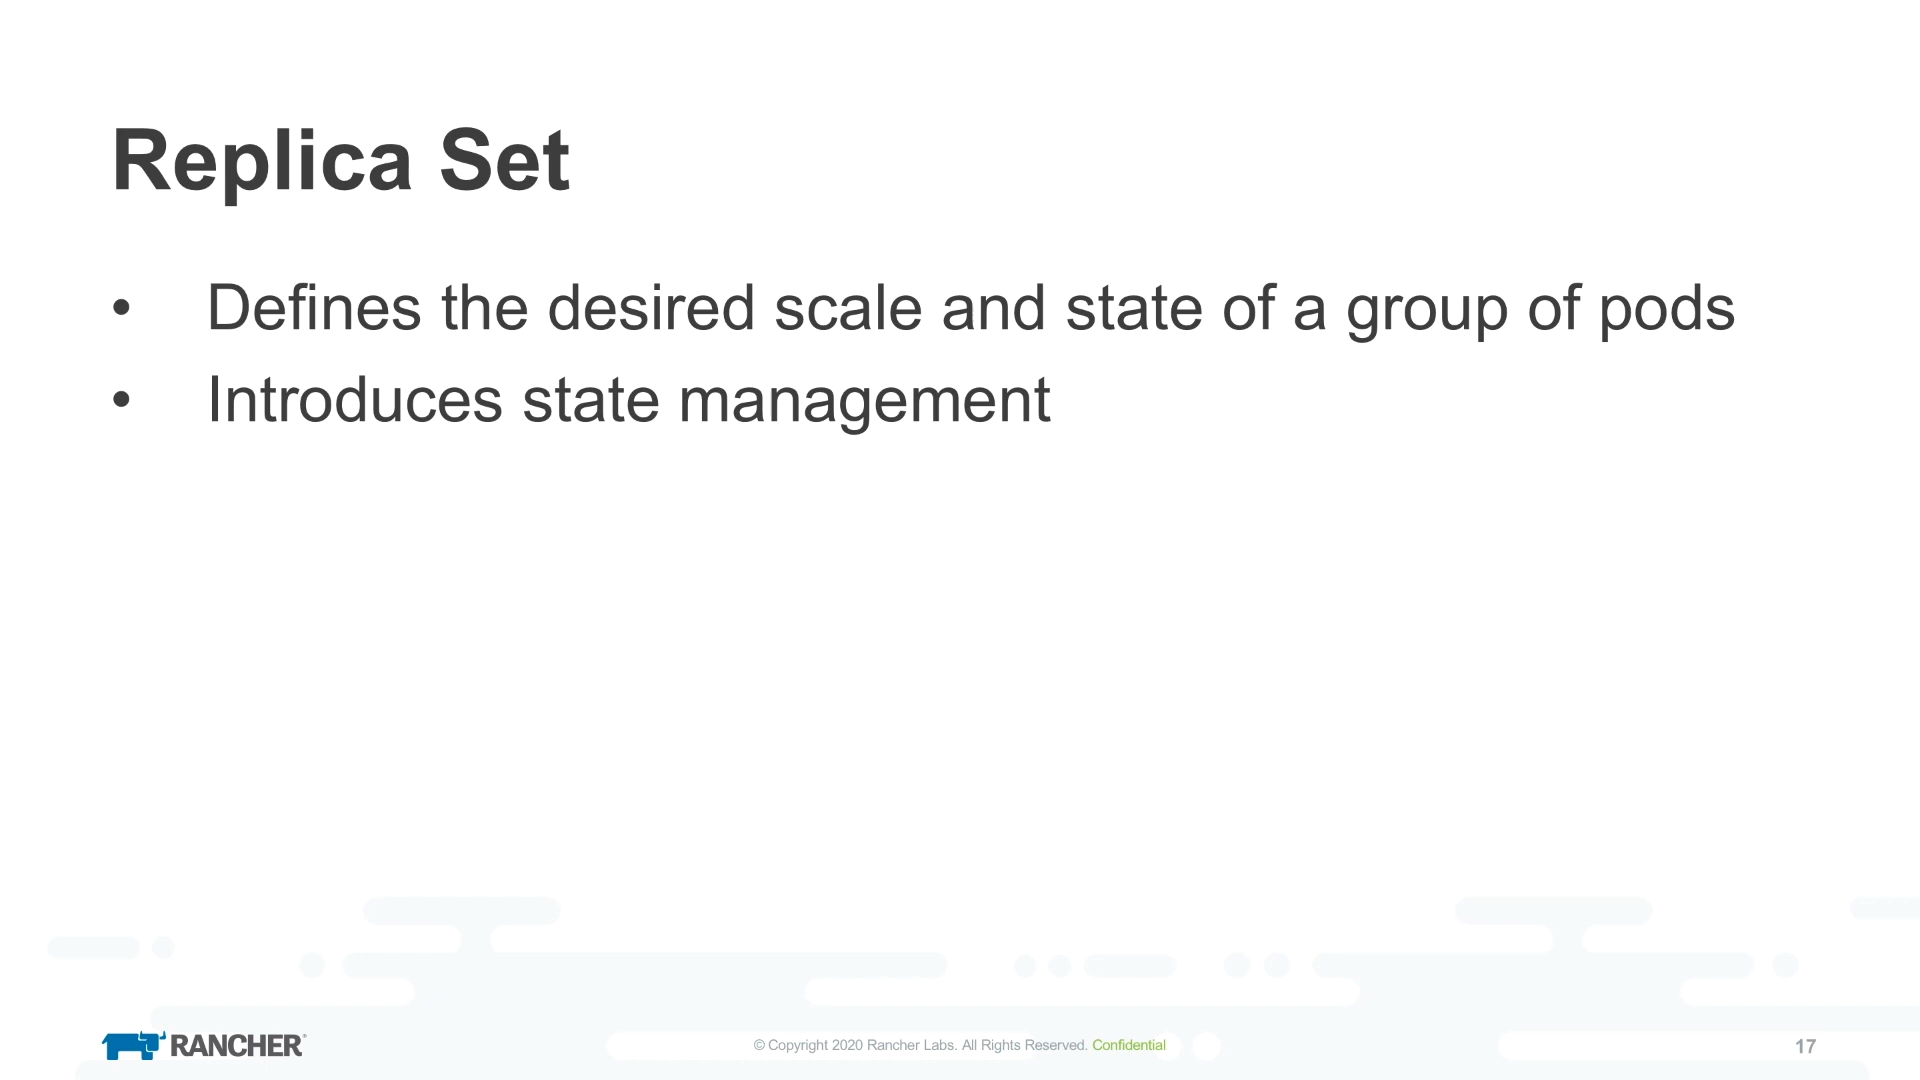 Replica Set
• Defines the desired scale and state of a group of pods
• Introduces state management
RANCHER®
© Copyright 2020 Rancher Labs. All Rights Reserved. Confidential
17